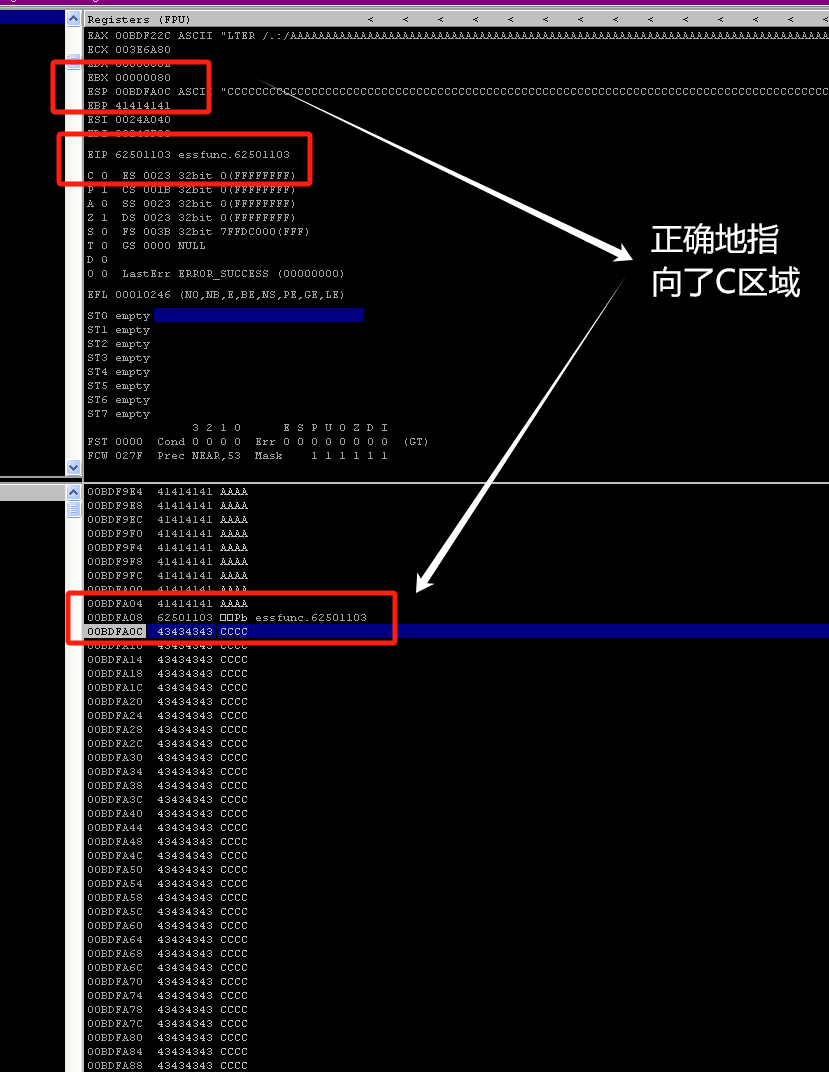 Registers (FPU) < < < < < < < < < < < < < <
EAX 00BDF22C ASCII "LTER /.:/AAAAAAAAAAAAAAAAAAAAAAAAAAAAAAAAAAAAAAAAAAAAAAAAAAAAAAAAAAAAAAAAAAAAAAAAAAAAA
ECX 003E6A80
EBX 00000080
ESP 00BDFA0C ASCII "CCCCCCCCCCCCCCCCCCCCCCCCCCCCCCCCCCCCCCCCCCCCCCCCCCCCCCCCCCCCCCCCCCCCCCCCCCCCCCCCCCCCCC
EBP 41414141
ESI 0024A040
EIP 62501103 essfunc.62501103
C 0 ES 0023 32bit 0(FFFFFFFF)
P 1 CS 001B 32bit 0(FFFFFFFF)
A 0 SS 0023 32bit 0(FFFFFFFF)
Z 1 DS 0023 32bit 0(FFFFFFFF)
S 0 FS 003B 32bit 7FFDC000(FFF)
T 0 GS 0000 NULL
D 0
O 0 LastErr ERROR_SUCCESS (00000000)
EFL 00010246 (NO,NB,E,BE,NS,PE,GE,LE)
ST0 empty
ST1 empty
ST2 empty
ST3 empty
ST4 empty
ST5 empty
ST6 empty
ST7 empty
3 2 1 0 E S P U O Z D I
FST 0000 Cond 0 0 0 0 Err 0 0 0 0 0 0 0 0 (GT)
FCW 027F Prec NEAR,53 Mask 1 1 1 1 1 1
正确地指
向了C区域
00BDF9E4 41414141 AAAA
00BDF9E8 41414141 AAAA
00BDF9EC 41414141 AAAA
00BDF9F0 41414141 AAAA
00BDF9F4 41414141 AAAA
00BDF9F8 41414141 AAAA
00BDF9FC 41414141 AAAA
00BDFA00 41414141 AAAA
00BDFA04 41414141 AAAA
00BDFA08 62501103 □□Pb essfunc.62501103
00BDFA0C 43434343 CCCC
00BDFA10 43434343 CCCC
00BDFA14 43434343 CCCC
00BDFA18 43434343 CCCC
00BDFA1C 43434343 CCCC
00BDFA20 43434343 CCCC
00BDFA24 43434343 CCCC
00BDFA28 43434343 CCCC
00BDFA2C 43434343 CCCC
00BDFA30 43434343 CCCC
00BDFA34 43434343 CCCC
00BDFA38 43434343 CCCC
00BDFA3C 43434343 CCCC
00BDFA40 43434343 CCCC
00BDFA44 43434343 CCCC
00BDFA48 43434343 CCCC
00BDFA4C 43434343 CCCC
00BDFA50 43434343 CCCC
00BDFA54 43434343 CCCC
00BDFA58 43434343 CCCC
00BDFA5C 43434343 CCCC
00BDFA60 43434343 CCCC
00BDFA64 43434343 CCCC
00BDFA68 43434343 CCCC
00BDFA6C 43434343 CCCC
00BDFA70 43434343 CCCC
00BDFA74 43434343 CCCC
00BDFA78 43434343 CCCC
00BDFA7C 43434343 CCCC
00BDFA80 43434343 CCCC
00BDFA84 43434343 CCCC
00BDFA88 43434343 CCCC